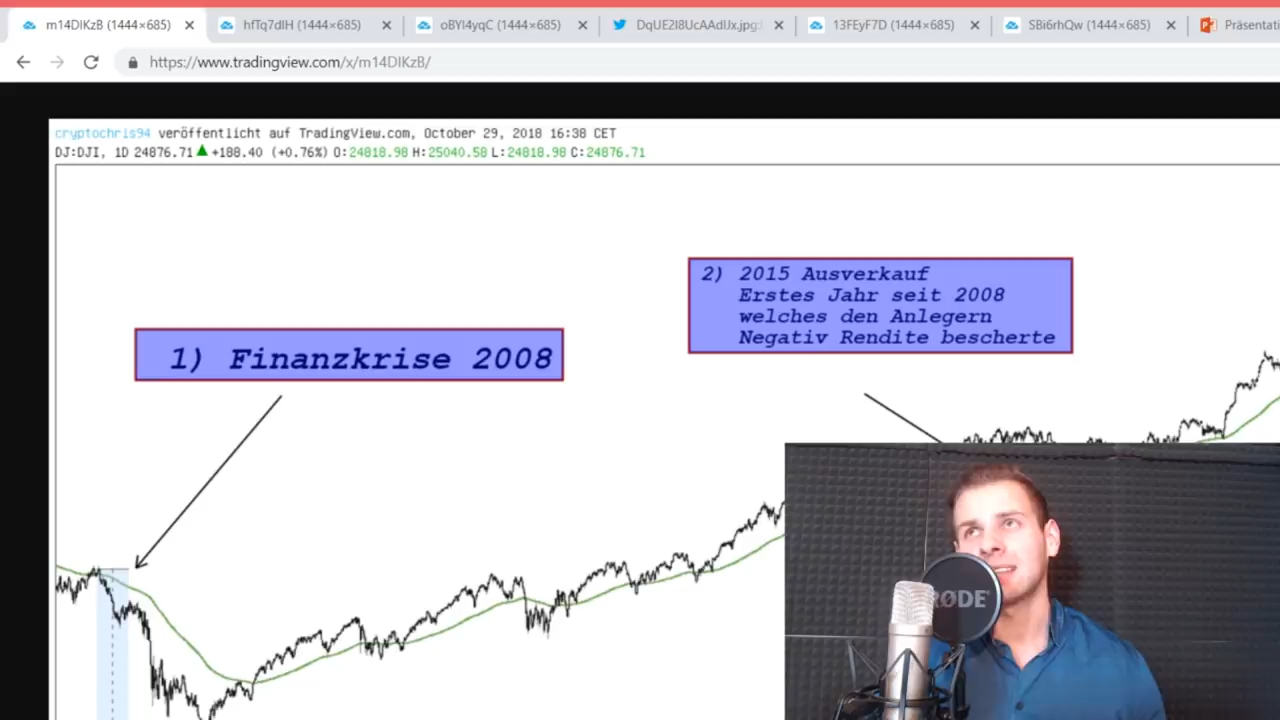 m14DIKzB (1444×685)
hfTq7dIH (1444×685)
oBYI4yqC (1444×685)
DqUE2I8UcAAdIJx.jpg:
13FEyF7D (1444×685)
SBi6rhQw (1444×685)
Präsentati
https://www.tradingview.com/x/m14DIKzB/
cryptochris94 veröffentlicht auf TradingView.com, October 29, 2018 16:38 CET
DJ:DJI, 1D 24876.71 ▲ +188.40 (+0.76%) O:24818.98 H:25040.58 L:24818.98 C:24876.71
2) 2015 Ausverkauf
Erstes Jahr seit 2008
welches den Anlegern
Negativ Rendite bescherte
1) Finanzkrise 2008
RØDE